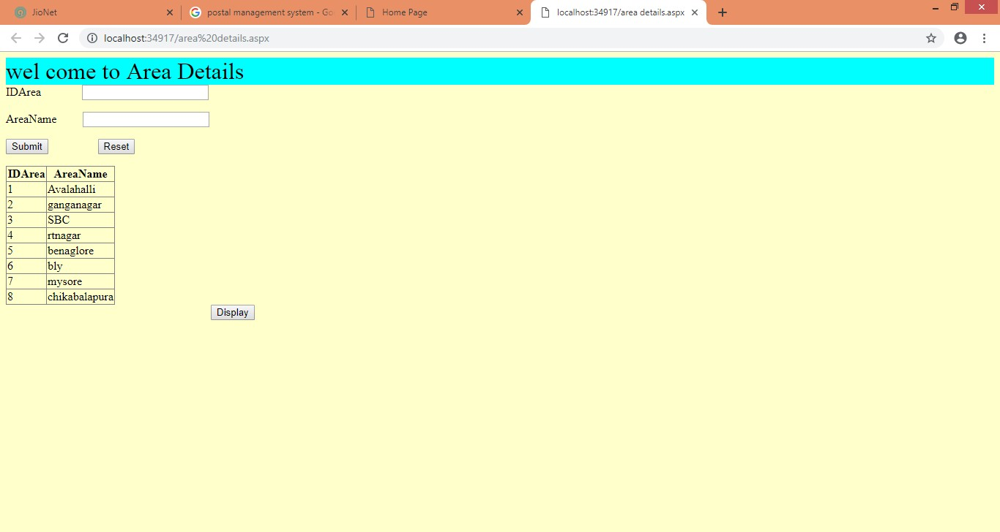 JioNet
postal management system - Go
Home Page
localhost:34917/area details.aspx
localhost:34917/area%20details.aspx
wel come to Area Details
IDArea
AreaName
Submit Reset
IDArea AreaName
1 Avalahalli
2 ganganagar
3 SBC
4 rtnagar
5 benaglore
6 bly
7 mysore
8 chikabalapura
Display